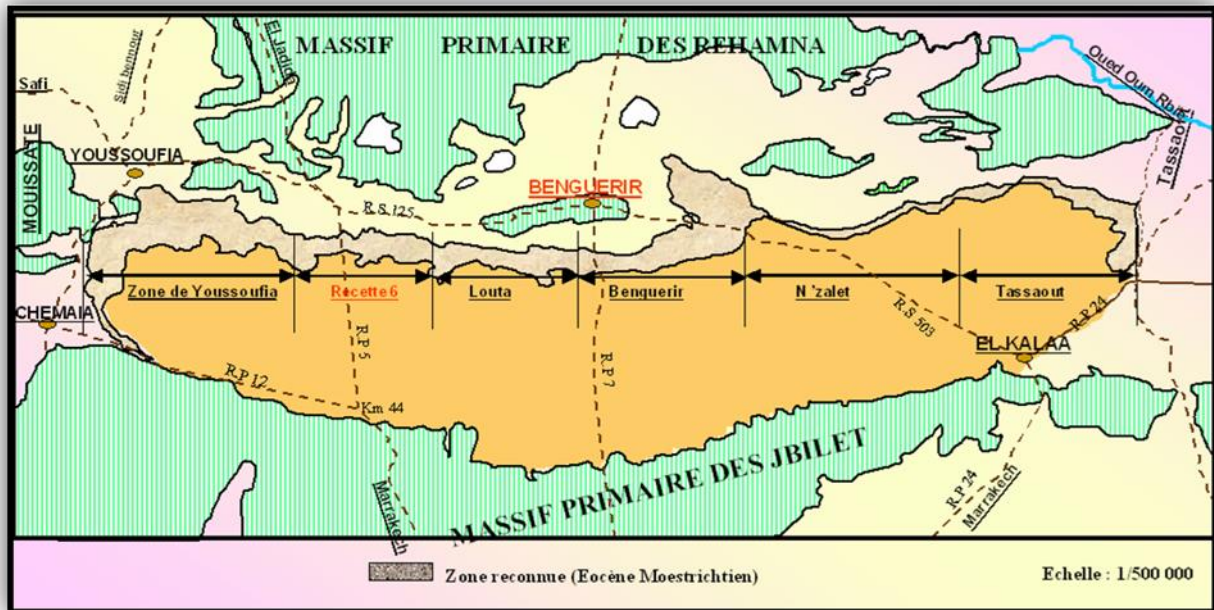 MASSIF PRIMAIRE DES REHAMNA
El Jadida
Sidi bennour
Safi
Oued Oum Rbia
Tassaout
MOUISSATE
YOUSSOUFIA
BENGUERIR
R.S.125
Zone de Youssoufia
Recette 6
Louta
Benguerir
N'zalet
Tassaout
CHEMAIA
R.P 5
R.P 7
R.S 503
R.P 24
EL KALAA
R.P 12
Km 44
MASSIF PRIMAIRE DES JBILET
Marrakech
R.P 24
Marrakech
Zone reconnue (Eocène Moestrichtien)
Echelle : 1/500 000